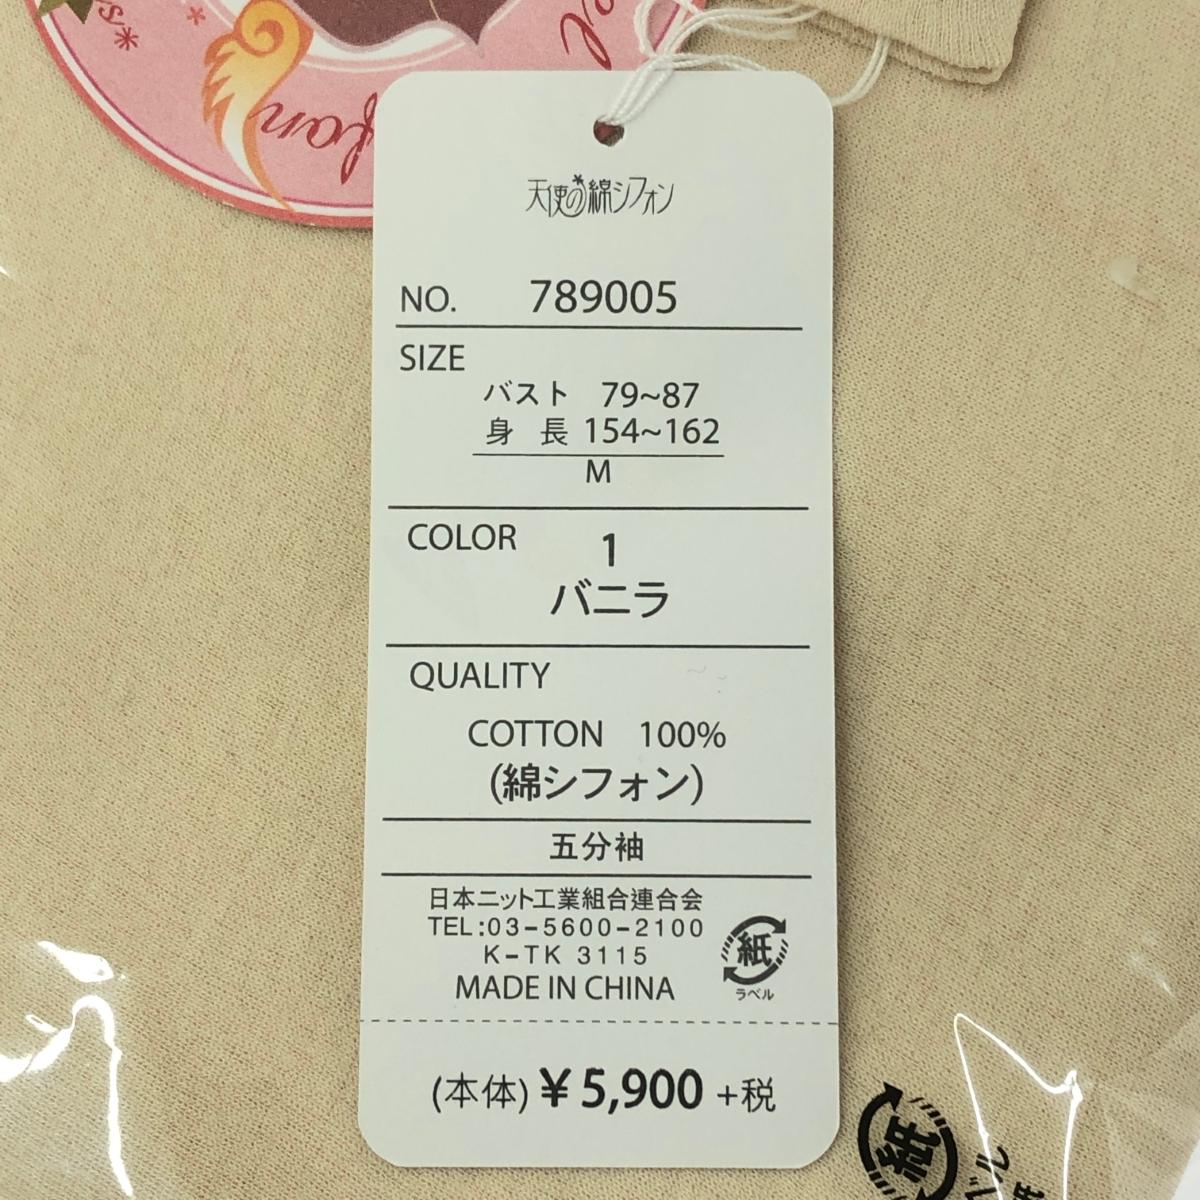 天使の綿シフォン
NO. 789005
SIZE
バスト 79~87
身 長 154~162
M
COLOR 1
バニラ
QUALITY
COTTON 100%
(綿シフォン)
五分袖
日本ニット工業組合連合会
TEL:03-5600-2100
K-TK 3115
MADE IN CHINA
紙
ラベル
(本体) ¥5,900 +税
紙